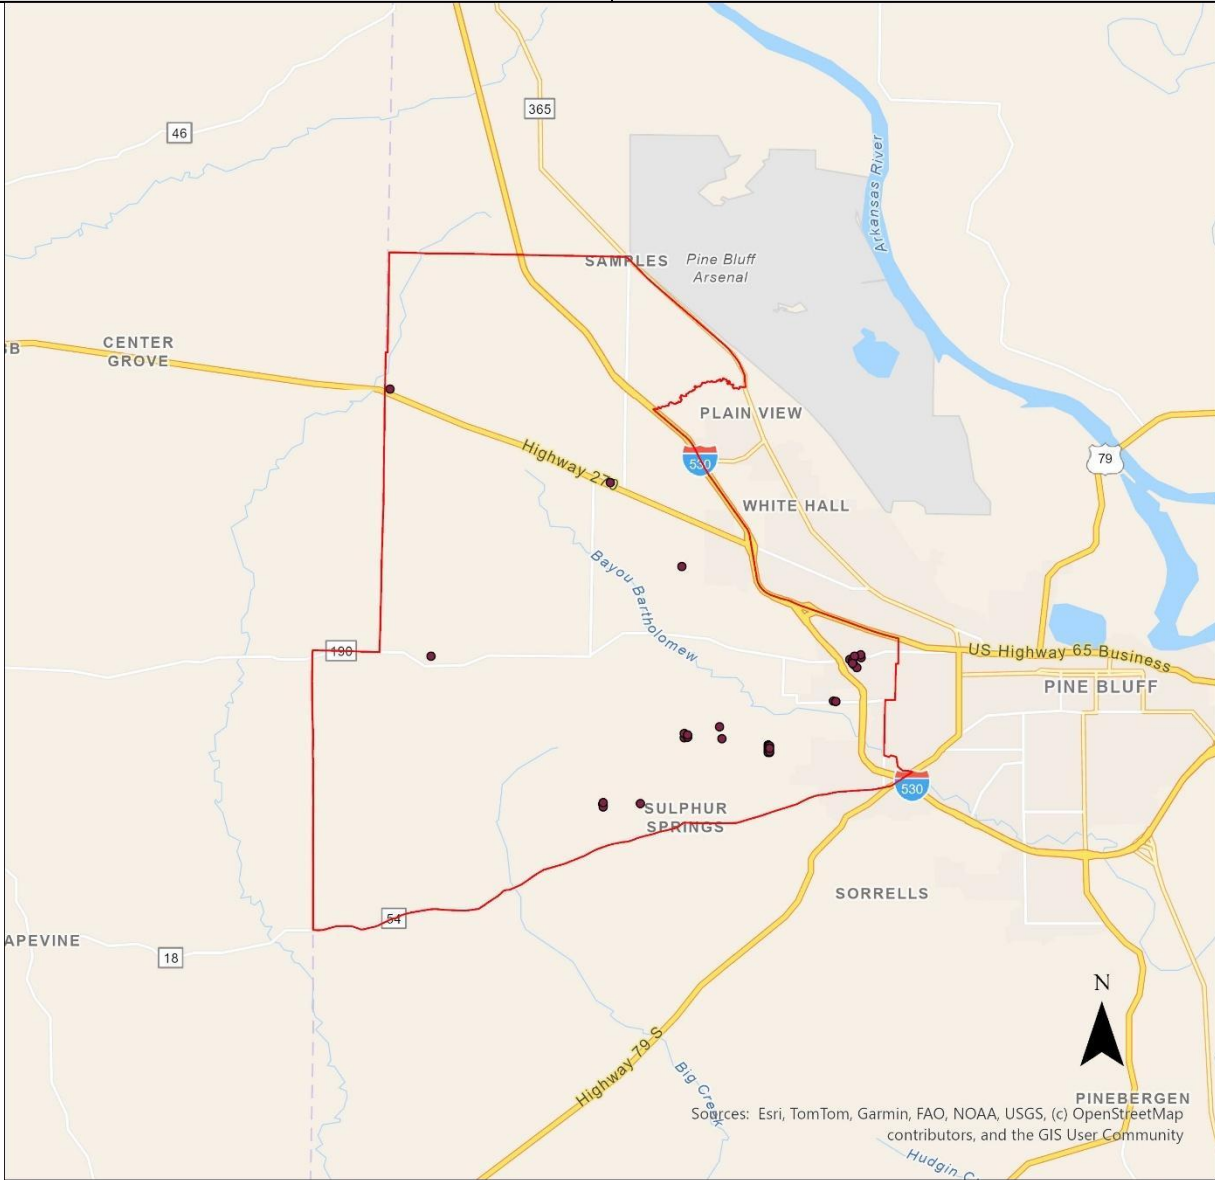 365
46
Arkansas River
SAMPLES
Pine Bluff
Arsenal
CENTER
GROVE
BB
PLAIN VIEW
Highway 270
530
79
WHITE HALL
Bayou Bartholomew
190
US Highway 65 Business
PINE BLUFF
530
SULPHUR
SPRINGS
SORRELLS
54
APEVINE
18
N
Highway 79 S
Big Creek
PINEBERGEN
Sources: Esri, TomTom, Garmin, FAO, NOAA, USGS, (c) OpenStreetMap
contributors, and the GIS User Community
Hudgin C